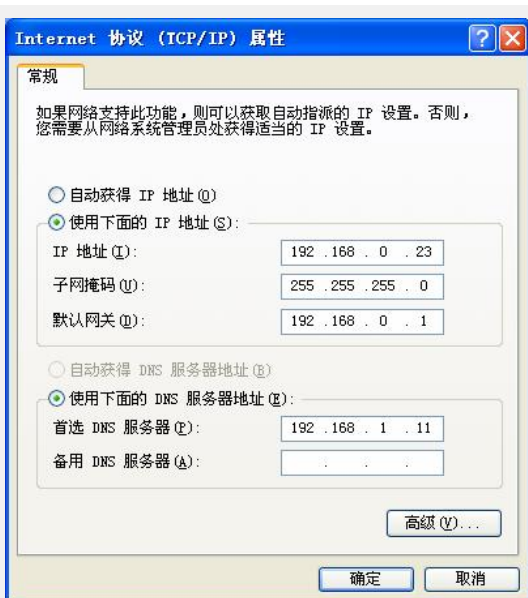 Internet 协议 (TCP/IP) 属性
常规
如果网络支持此功能，则可以获取自动指派的 IP 设置。否则，
您需要从网络系统管理员处获得适当的 IP 设置。
自动获得 IP 地址(O)
使用下面的 IP 地址(S):
IP 地址(I): 192 .168 . 0 . 23
子网掩码(U): 255 .255 .255 . 0
默认网关(D): 192 .168 . 0 . 1
自动获得 DNS 服务器地址(B)
使用下面的 DNS 服务器地址(E):
首选 DNS 服务器(P): 192 .168 . 1 . 11
备用 DNS 服务器(A): . . .
高级(V)...
确定 取消